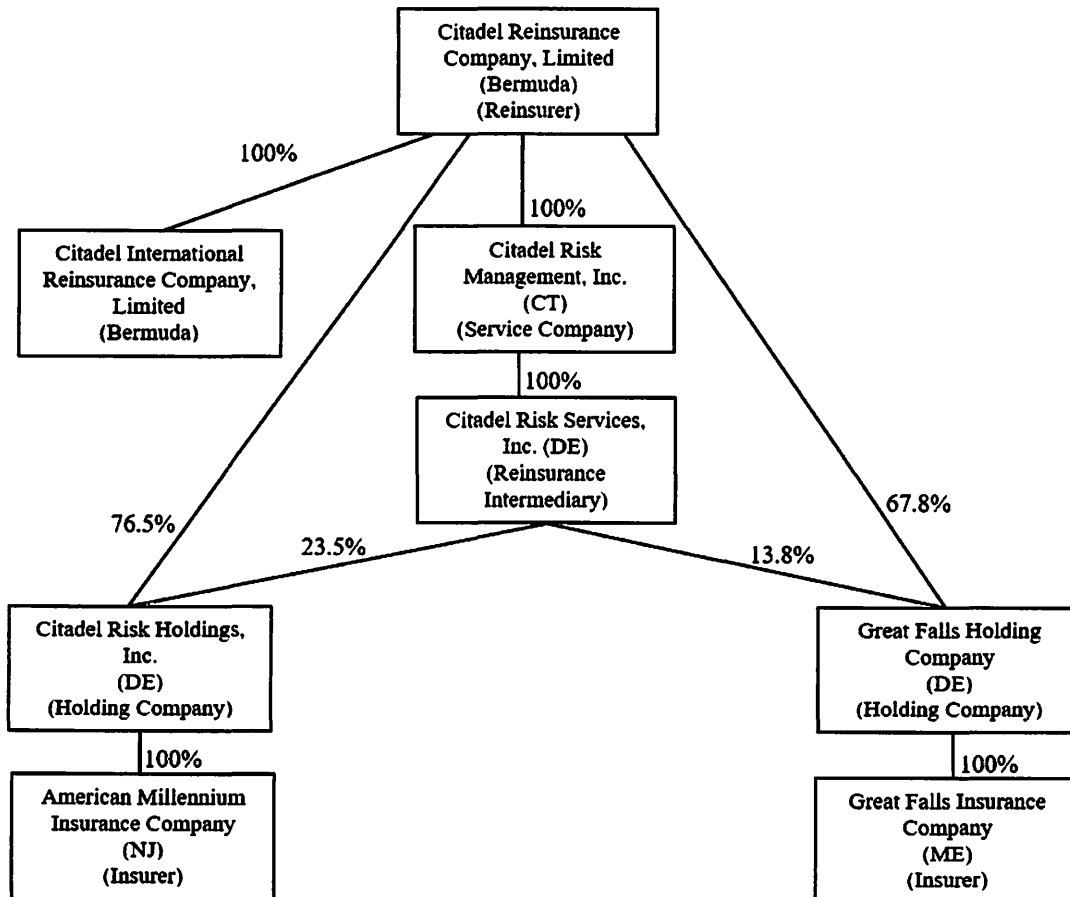 Citadel Reinsurance
Company, Limited
(Bermuda)
(Reinsurer)
100%
100%
Citadel International
Reinsurance Company,
Limited
(Bermuda)
Citadel Risk
Management, Inc.
(CT)
(Service Company)
100%
Citadel Risk Services,
Inc. (DE)
(Reinsurance
Intermediary)
76.5%
67.8%
23.5%
13.8%
Citadel Risk Holdings,
Inc.
(DE)
(Holding Company)
Great Falls Holding
Company
(DE)
(Holding Company)
100%
100%
American Millennium
Insurance Company
(NJ)
(Insurer)
Great Falls Insurance
Company
(ME)
(Insurer)